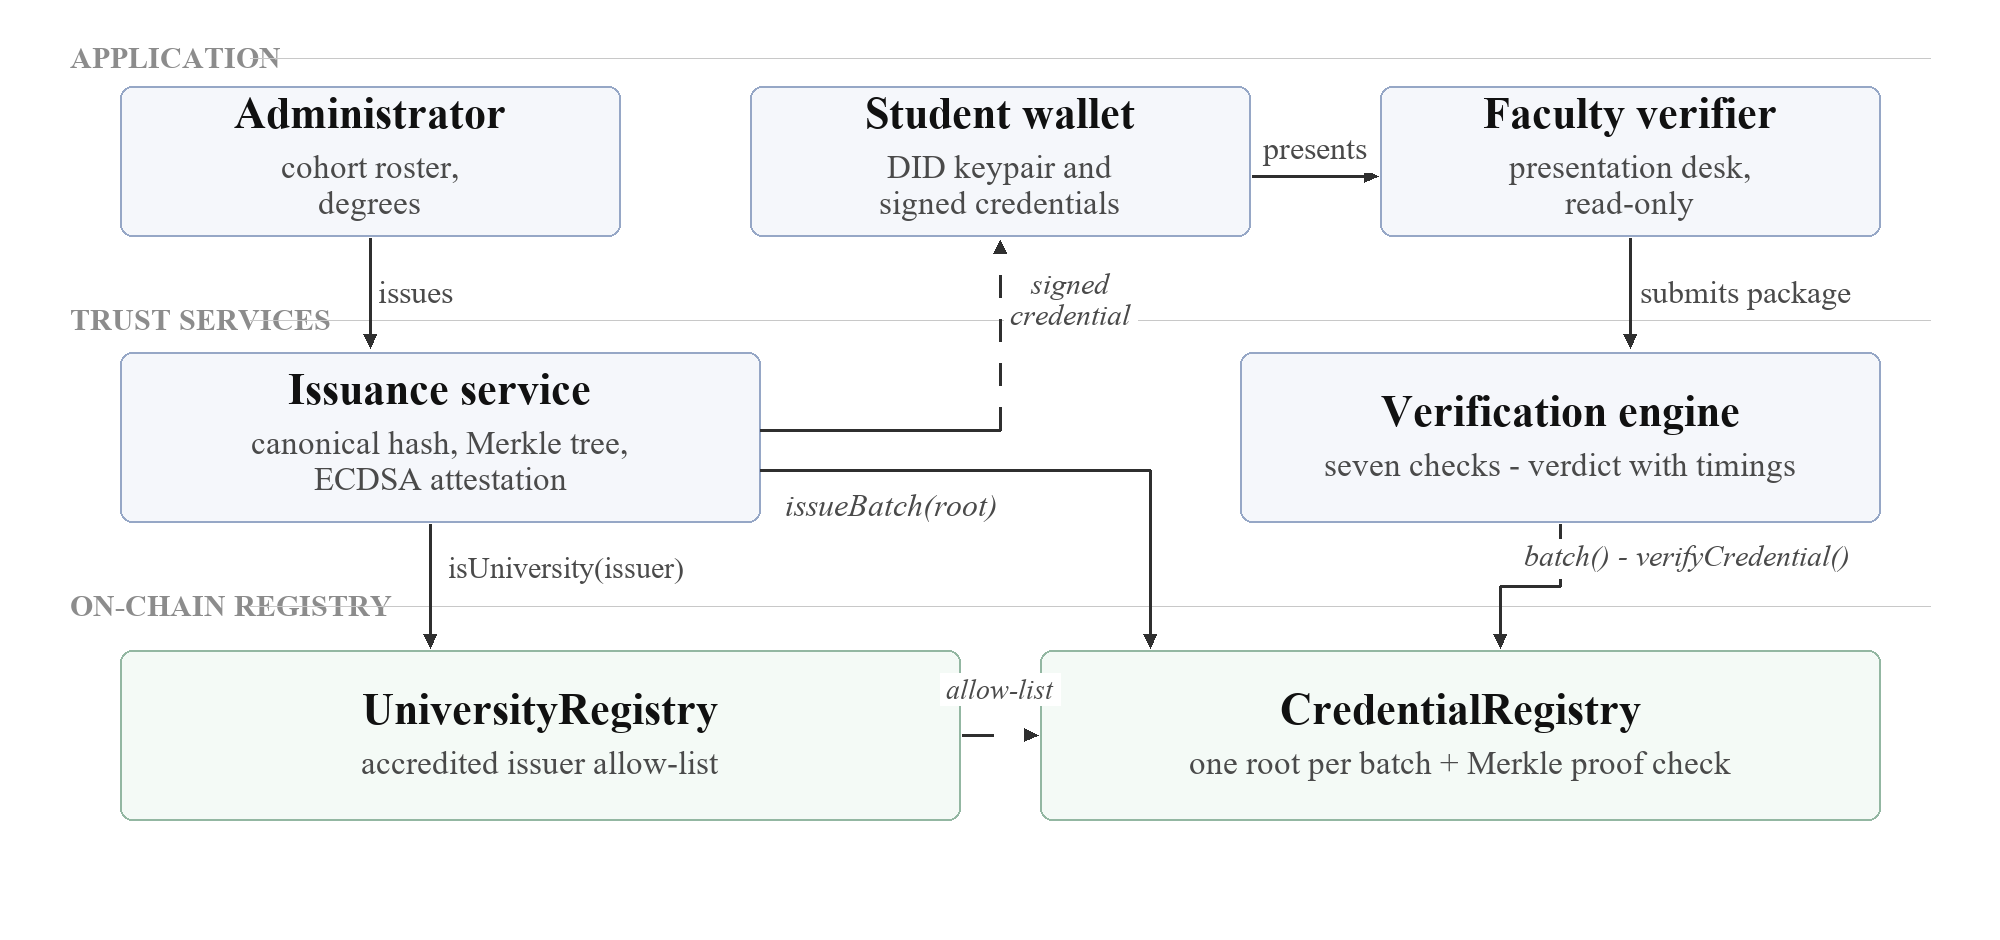 APPLICATION
Administrator
cohort roster,
degrees
Student wallet
DID keypair and
signed credentials
presents
Faculty verifier
presentation desk,
read-only
issues
signed
credential
submits package
TRUST SERVICES
Issuance service
canonical hash, Merkle tree,
ECDSA attestation
Verification engine
seven checks - verdict with timings
issueBatch(root)
isUniversity(issuer)
batch() - verifyCredential()
ON-CHAIN REGISTRY
UniversityRegistry
accredited issuer allow-list
allow-list
CredentialRegistry
one root per batch + Merkle proof check